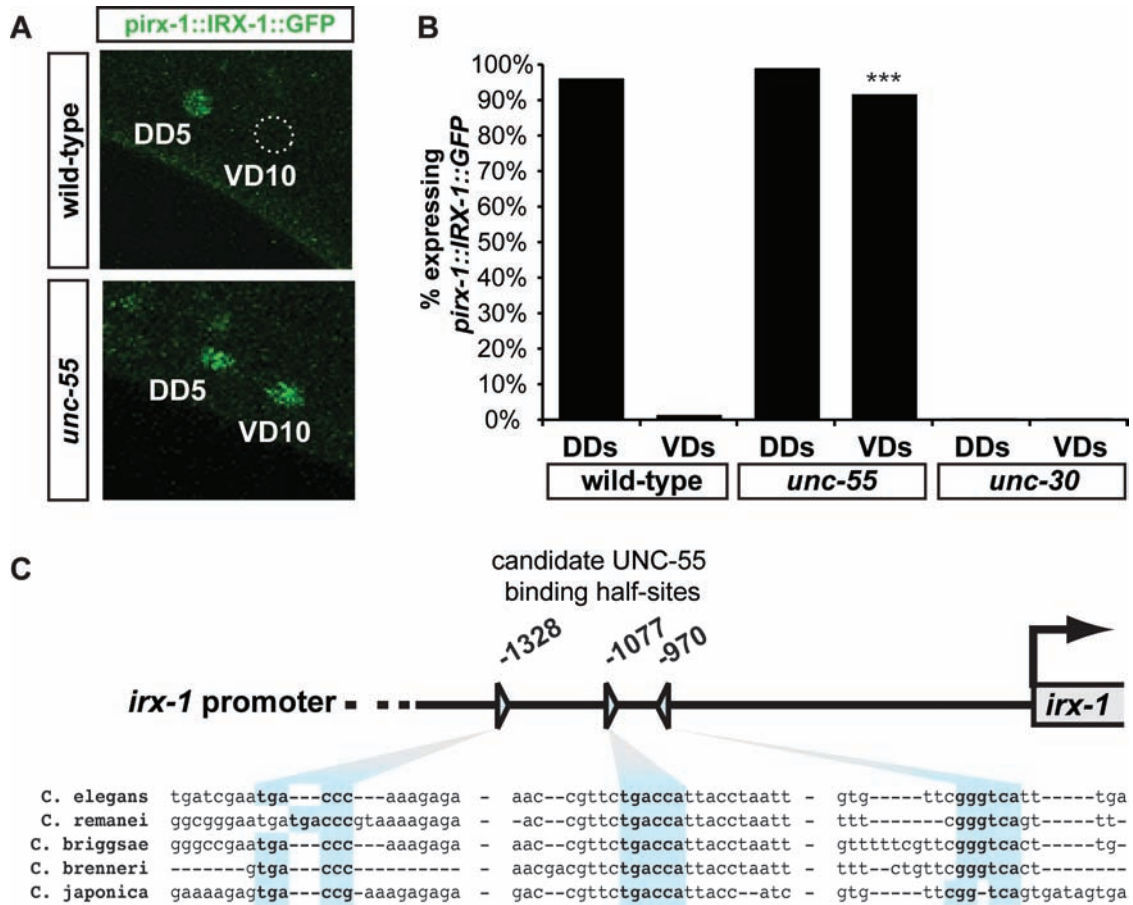 A
pirx-1::IRX-1::GFP
wild-type
DD5
VD10
unc-55
DD5
VD10
B
% expressing
pirx-1::IRX-1::GFP
100%
90%
80%
70%
60%
50%
40%
30%
20%
10%
0%
***
DDs VDs DDs VDs DDs VDs
wild-type unc-55 unc-30
C
candidate UNC-55
binding half-sites
-1328 -1077 -970
irx-1 promoter
irx-1
C. elegans tgatcgaatga---ccc---aaagaga - aac--cgttctgaccattacctaatt - gtg-----ttcgggtcatt----tga
C. remanei ggcgggaatgatgacccgtaaaagaga - -ac--cgttctgaccattacctaatt - ttt-------cgggtcagt----tt-
C. briggsae gggccgaatga---ccc---aaagaga - -ac--cgttctgaccattacctaatt - gtttttcgttcgggtcact----tg-
C. brenneri -------gtga---ccc---aaagaga - aacgacgttctgaccattacctaatt - ttt---ctgttcgggtcact------
C. japonica gaaaagagtga---ccg-aaagagaga - gac--cgttctgaccattacc--atc - gtg-----ttcgg-tcagtgatagtga